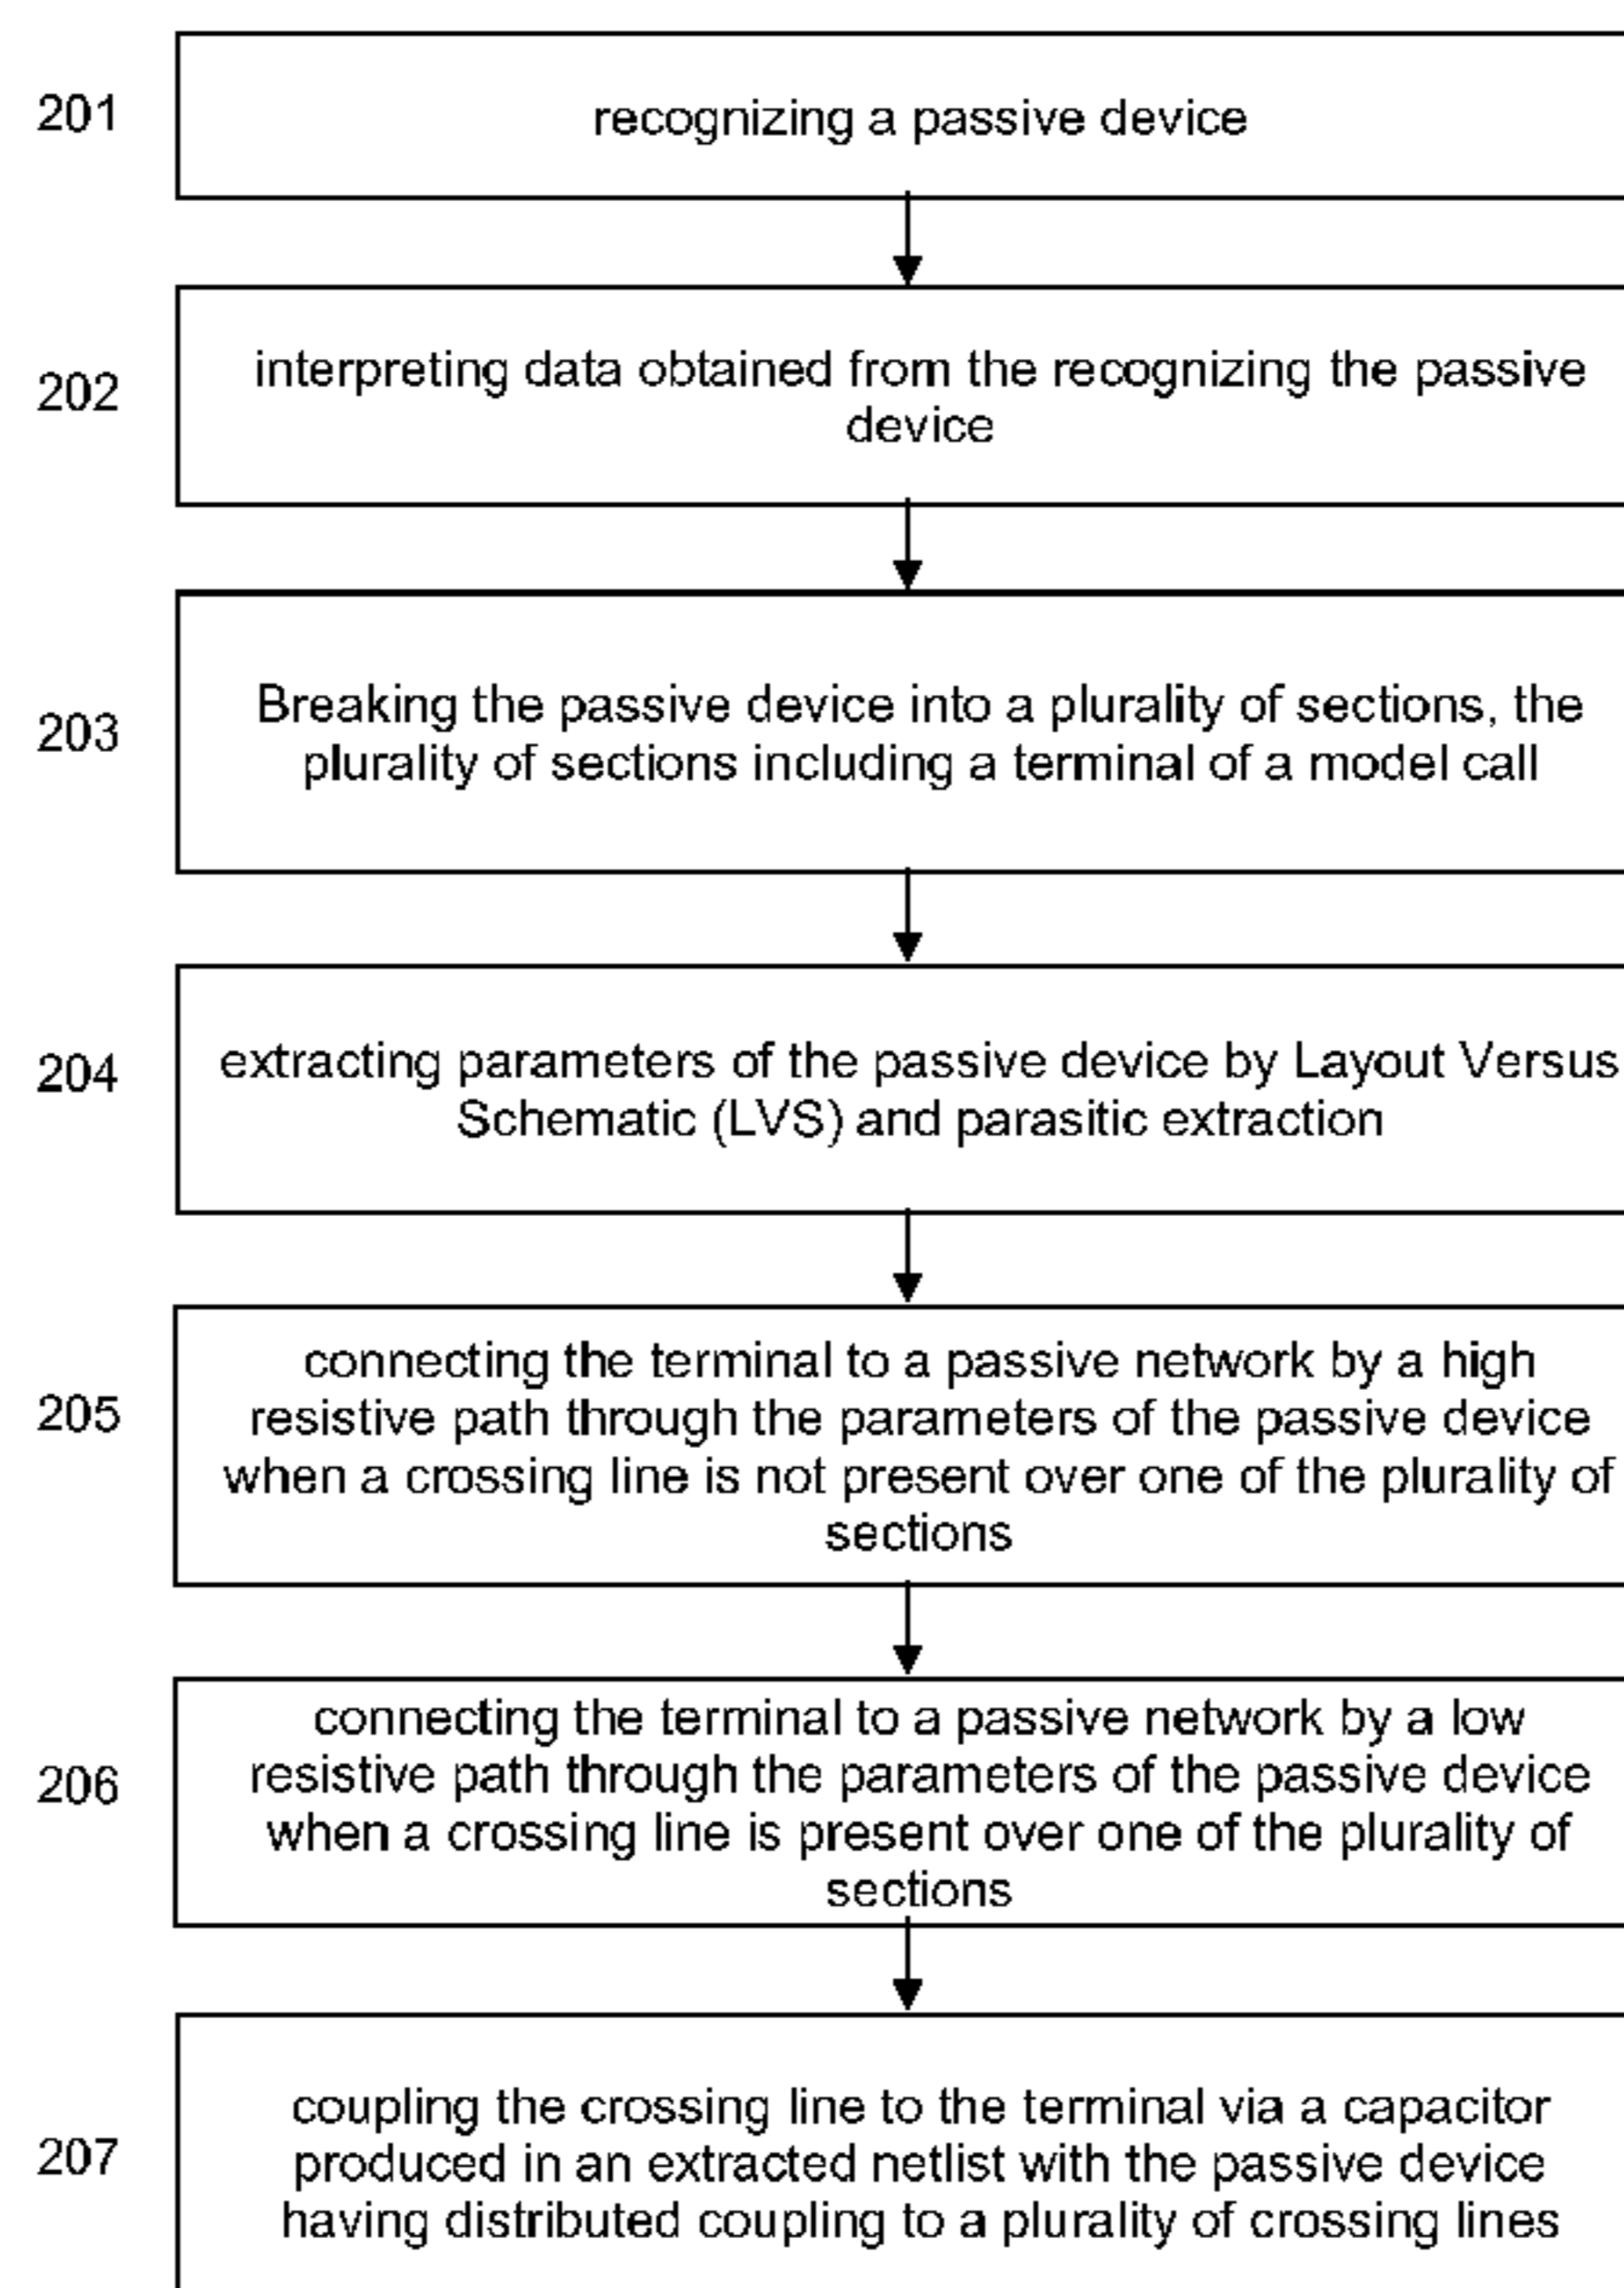 201
recognizing a passive device
202
interpreting data obtained from the recognizing the passive
device
203
Breaking the passive device into a plurality of sections, the
plurality of sections including a terminal of a model call
204
extracting parameters of the passive device by Layout Versus
Schematic (LVS) and parasitic extraction
205
connecting the terminal to a passive network by a high
resistive path through the parameters of the passive device
when a crossing line is not present over one of the plurality of
sections
206
connecting the terminal to a passive network by a low
resistive path through the parameters of the passive device
when a crossing line is present over one of the plurality of
sections
207
coupling the crossing line to the terminal via a capacitor
produced in an extracted netlist with the passive device
having distributed coupling to a plurality of crossing lines